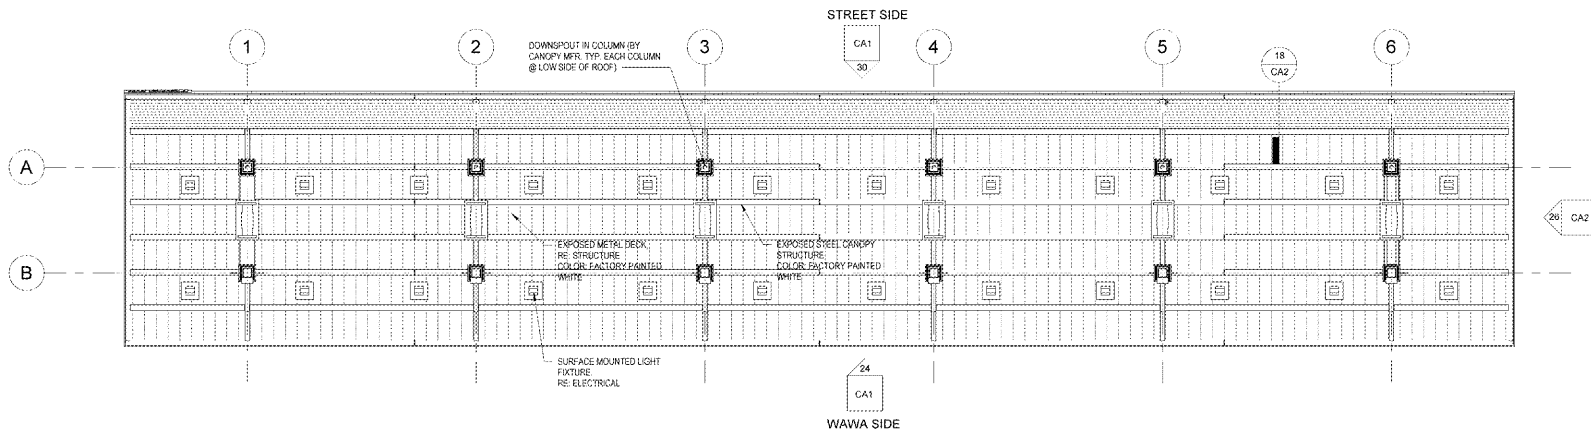 STREET SIDE
CA1
30
1
2
3
4
5
6
DOWNSPOUT IN COLUMN (BY
CANOPY MFR. TYP. EACH COLUMN
@ LOW SIDE OF ROOF)
18
CA2
A
B
26
CA2
EXPOSED METAL DECK,
RE: STRUCTURE
COLOR: FACTORY PAINTED
WHITE
EXPOSED STEEL CANOPY
STRUCTURE
COLOR: FACTORY PAINTED
WHITE
SURFACE MOUNTED LIGHT
FIXTURE.
RE: ELECTRICAL
24
CA1
WAWA SIDE